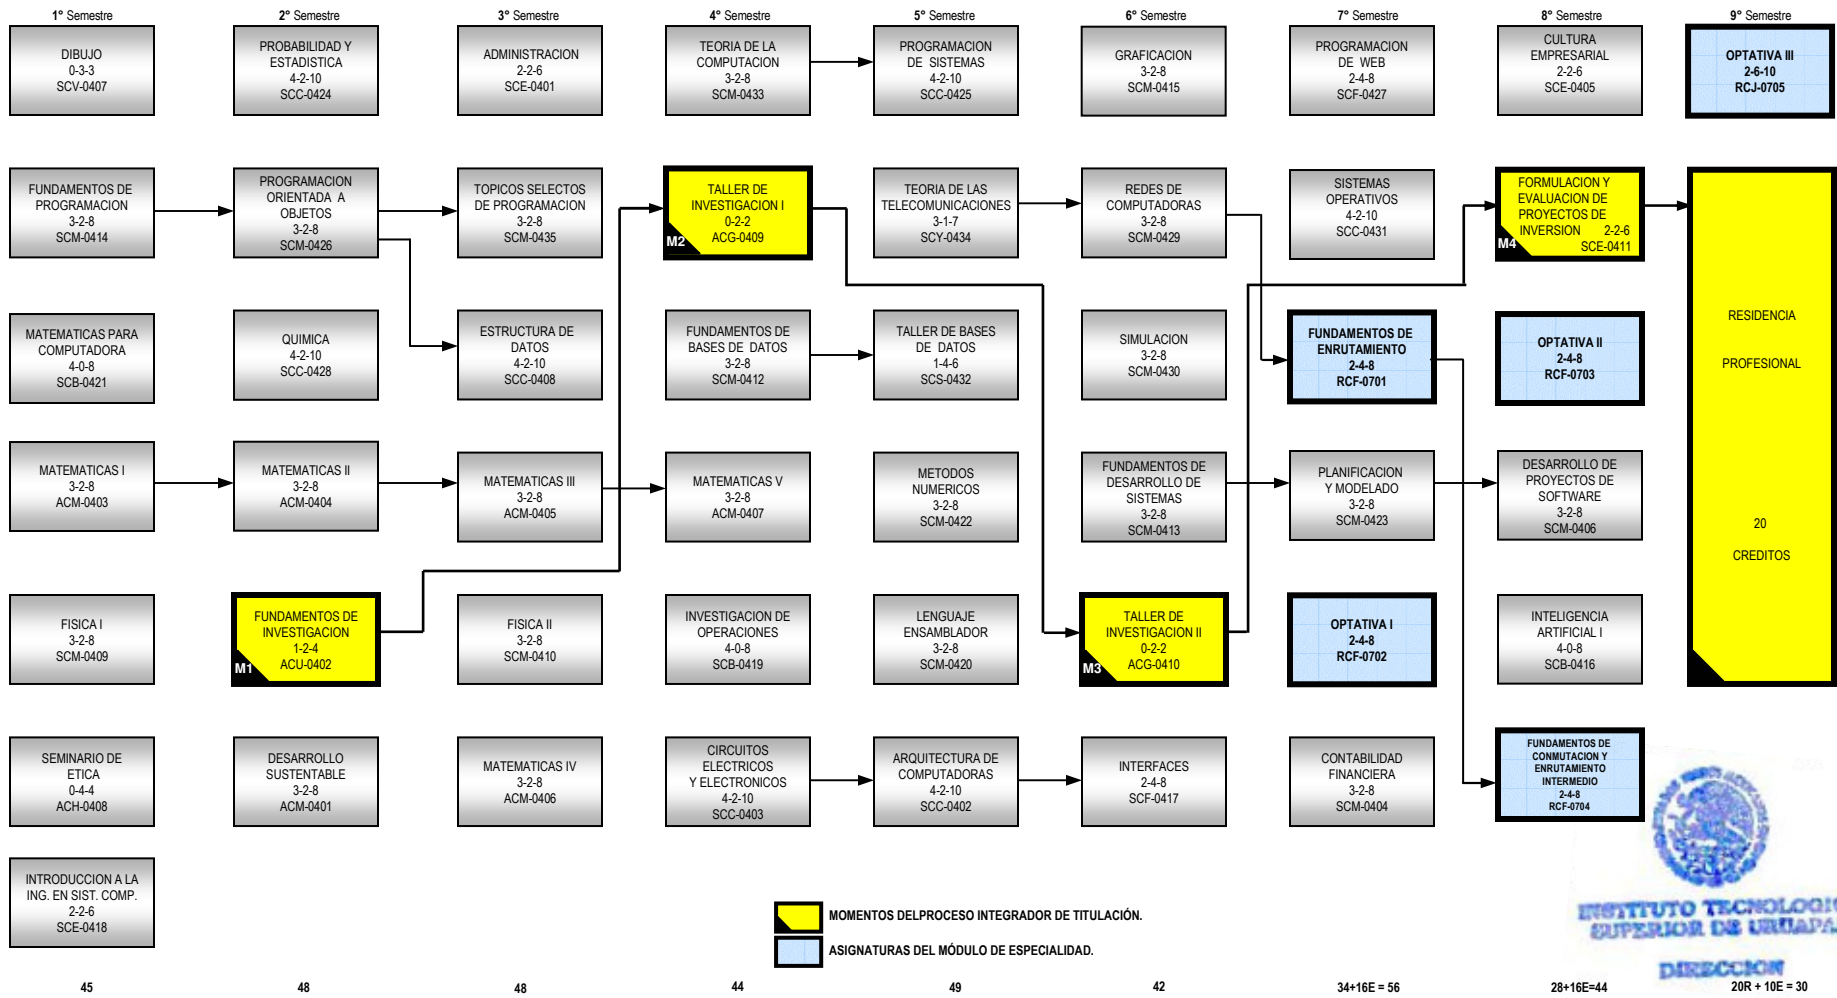 1° Semestre
2° Semestre
3° Semestre
4° Semestre
5° Semestre
6° Semestre
7° Semestre
8° Semestre
9° Semestre
DIBUJO
0-3-3
SCV-0407
PROBABILIDAD Y
ESTADISTICA
4-2-10
SCC-0424
ADMINISTRACION
2-2-6
SCE-0401
TEORIA DE LA
COMPUTACION
3-2-8
SCM-0433
PROGRAMACION
DE SISTEMAS
4-2-10
SCC-0425
GRAFICACION
3-2-8
SCM-0415
PROGRAMACION
DE WEB
2-4-8
SCF-0427
CULTURA
EMPRESARIAL
2-2-6
SCE-0405
OPTATIVA III
2-6-10
RCJ-0705
FUNDAMENTOS DE
PROGRAMACION
3-2-8
SCM-0414
PROGRAMACION
ORIENTADA A
OBJETOS
3-2-8
SCM-0426
TOPICOS SELECTOS
DE PROGRAMACION
3-2-8
SCM-0435
TALLER DE
INVESTIGACION I
0-2-2
ACG-0409
M2
TEORIA DE LAS
TELECOMUNICACIONES
3-1-7
SCY-0434
REDES DE
COMPUTADORAS
3-2-8
SCM-0429
SISTEMAS
OPERATIVOS
4-2-10
SCC-0431
FORMULACION Y
EVALUACION DE
PROYECTOS DE
INVERSION 2-2-6
SCE-0411
M4
RESIDENCIA
PROFESIONAL
20
CREDITOS
MATEMATICAS PARA
COMPUTADORA
4-0-8
SCB-0421
QUIMICA
4-2-10
SCC-0428
ESTRUCTURA DE
DATOS
4-2-10
SCC-0408
FUNDAMENTOS DE
BASES DE DATOS
3-2-8
SCM-0412
TALLER DE BASES
DE DATOS
1-4-6
SCS-0432
SIMULACION
3-2-8
SCM-0430
FUNDAMENTOS DE
ENRUTAMIENTO
2-4-8
RCF-0701
OPTATIVA II
2-4-8
RCF-0703
MATEMATICAS I
3-2-8
ACM-0403
MATEMATICAS II
3-2-8
ACM-0404
MATEMATICAS III
3-2-8
ACM-0405
MATEMATICAS V
3-2-8
ACM-0407
METODOS
NUMERICOS
3-2-8
SCM-0422
FUNDAMENTOS DE
DESARROLLO DE
SISTEMAS
3-2-8
SCM-0413
PLANIFICACION
Y MODELADO
3-2-8
SCM-0423
DESARROLLO DE
PROYECTOS DE
SOFTWARE
3-2-8
SCM-0406
FISICA I
3-2-8
SCM-0409
FUNDAMENTOS DE
INVESTIGACION
1-2-4
ACU-0402
M1
FISICA II
3-2-8
SCM-0410
INVESTIGACION DE
OPERACIONES
4-0-8
SCB-0419
LENGUAJE
ENSAMBLADOR
3-2-8
SCM-0420
TALLER DE
INVESTIGACION II
0-2-2
ACG-0410
M3
OPTATIVA I
2-4-8
RCF-0702
INTELIGENCIA
ARTIFICIAL I
4-0-8
SCB-0416
SEMINARIO DE
ETICA
0-4-4
ACH-0408
DESARROLLO
SUSTENTABLE
3-2-8
ACM-0401
MATEMATICAS IV
3-2-8
ACM-0406
CIRCUITOS
ELECTRICOS
Y ELECTRONICOS
4-2-10
SCC-0403
ARQUITECTURA DE
COMPUTADORAS
4-2-10
SCC-0402
INTERFACES
2-4-8
SCF-0417
CONTABILIDAD
FINANCIERA
3-2-8
SCM-0404
FUNDAMENTOS DE
CONMUTACION Y
ENRUTAMIENTO
INTERMEDIO
2-4-8
RCF-0704
INTRODUCCION A LA
ING. EN SIST. COMP.
2-2-6
SCE-0418
MOMENTOS DELPROCESO INTEGRADOR DE TITULACIÓN.
ASIGNATURAS DEL MÓDULO DE ESPECIALIDAD.
INSTITUTO TECNOLOGIC
SUPERIOR DE URUAPA
DIRECCION
45
48
48
44
49
42
34+16E = 56
28+16E=44
20R + 10E = 30